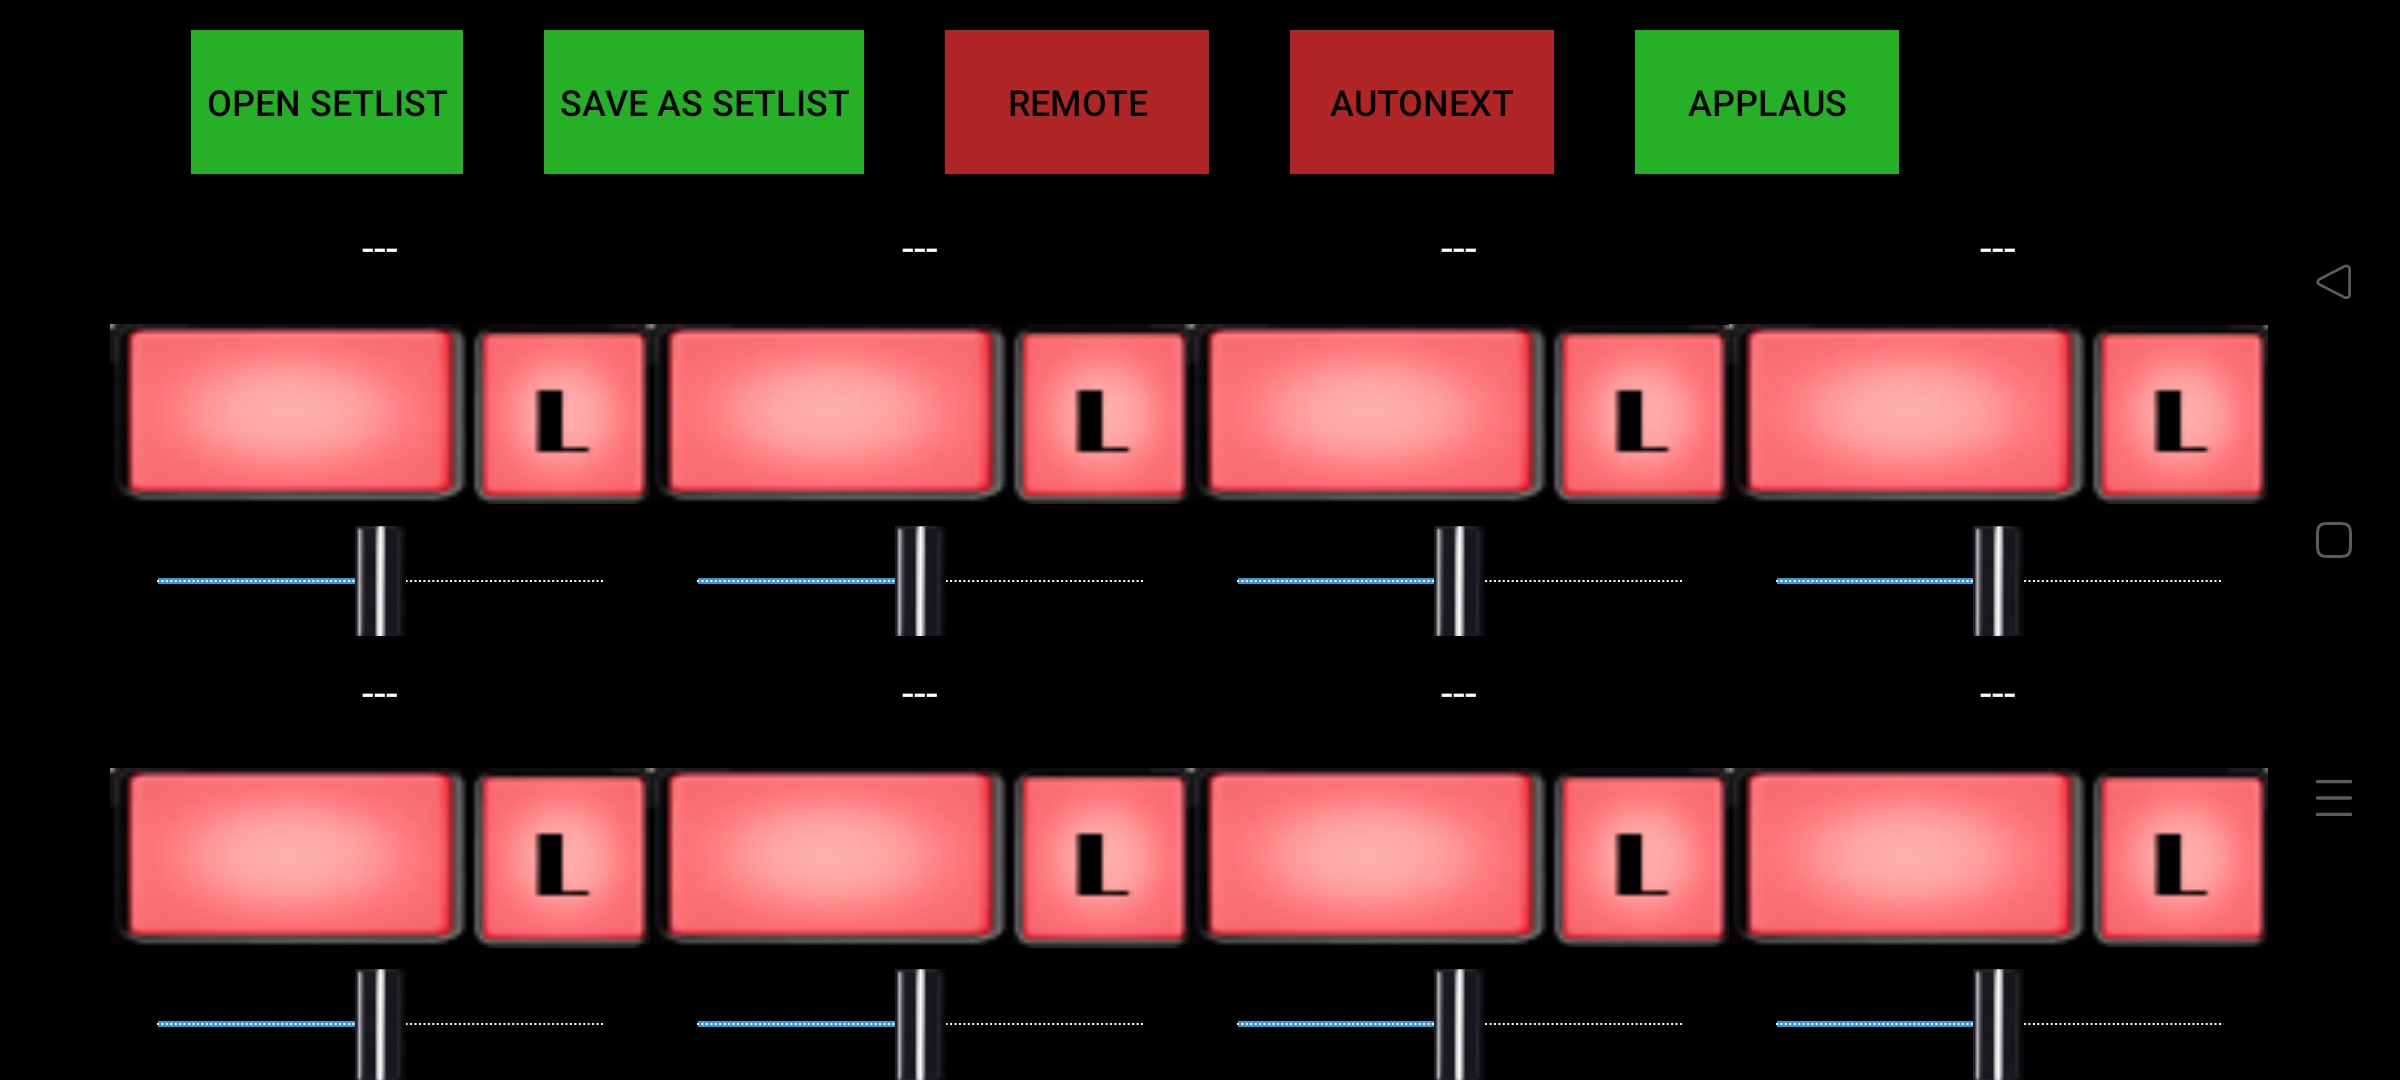 OPEN SETLIST SAVE AS SETLIST REMOTE AUTONEXT APPLAUS
--- --- --- ---
L L L L
--- --- --- ---
L L L L